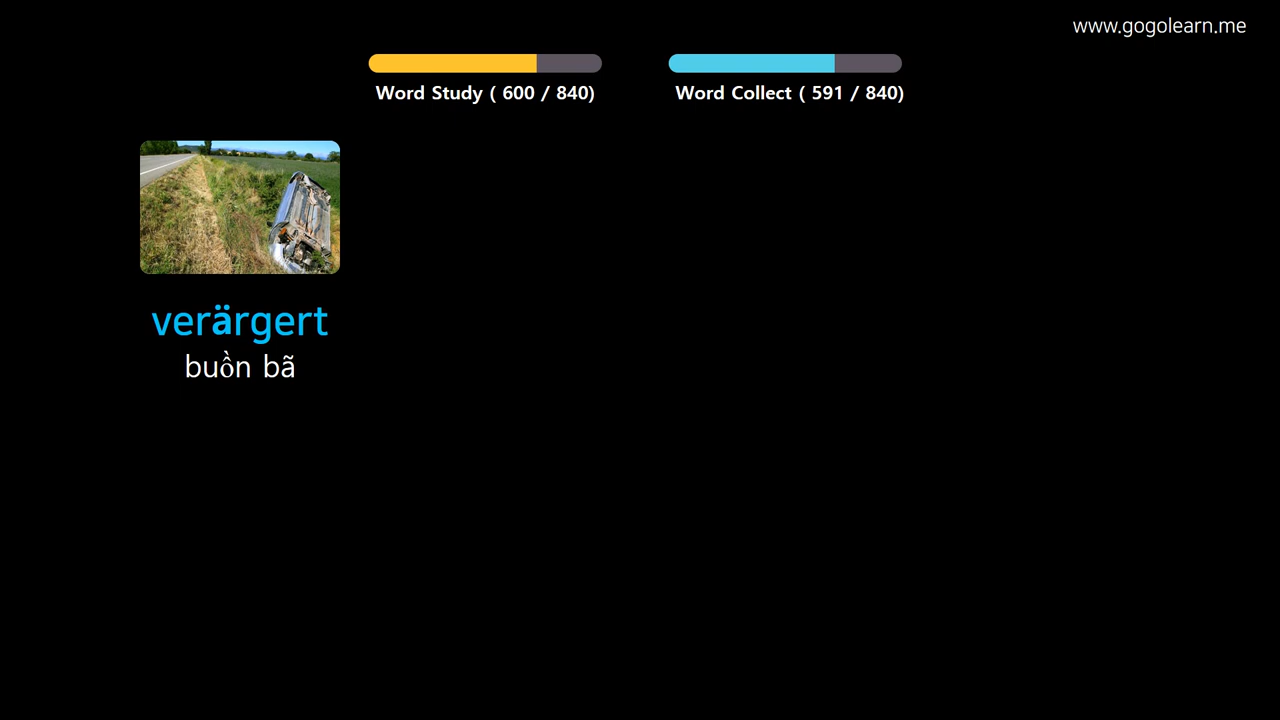 www.gogolearn.me
Word Study ( 600 / 840)
Word Collect ( 591 / 840)
verärgert
buồn bã